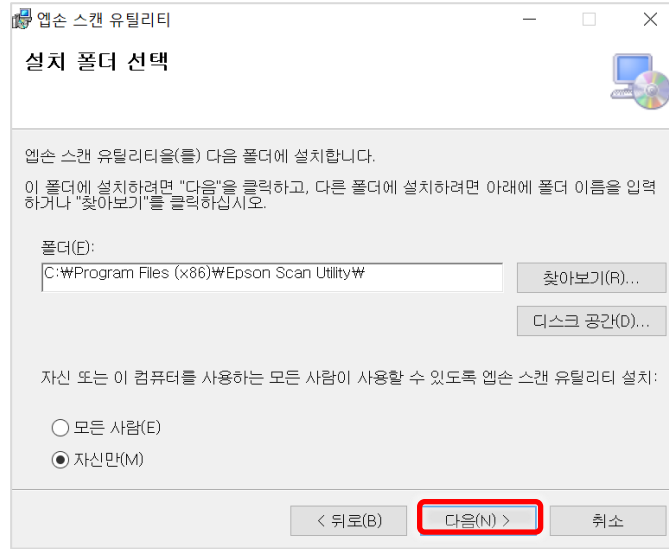 엡손 스캔 유틸리티
설치 폴더 선택
엡손 스캔 유틸리티을(를) 다음 폴더에 설치합니다.
이 폴더에 설치하려면 "다음"을 클릭하고, 다른 폴더에 설치하려면 아래에 폴더 이름을 입력
하거나 "찾아보기"를 클릭하십시오.
폴더(F):
C:₩Program Files (x86)₩Epson Scan Utility₩
찾아보기(R)...
디스크 공간(D)...
자신 또는 이 컴퓨터를 사용하는 모든 사람이 사용할 수 있도록 엡손 스캔 유틸리티 설치:
모든 사람(E)
자신만(M)
< 뒤로(B)
다음(N) >
취소